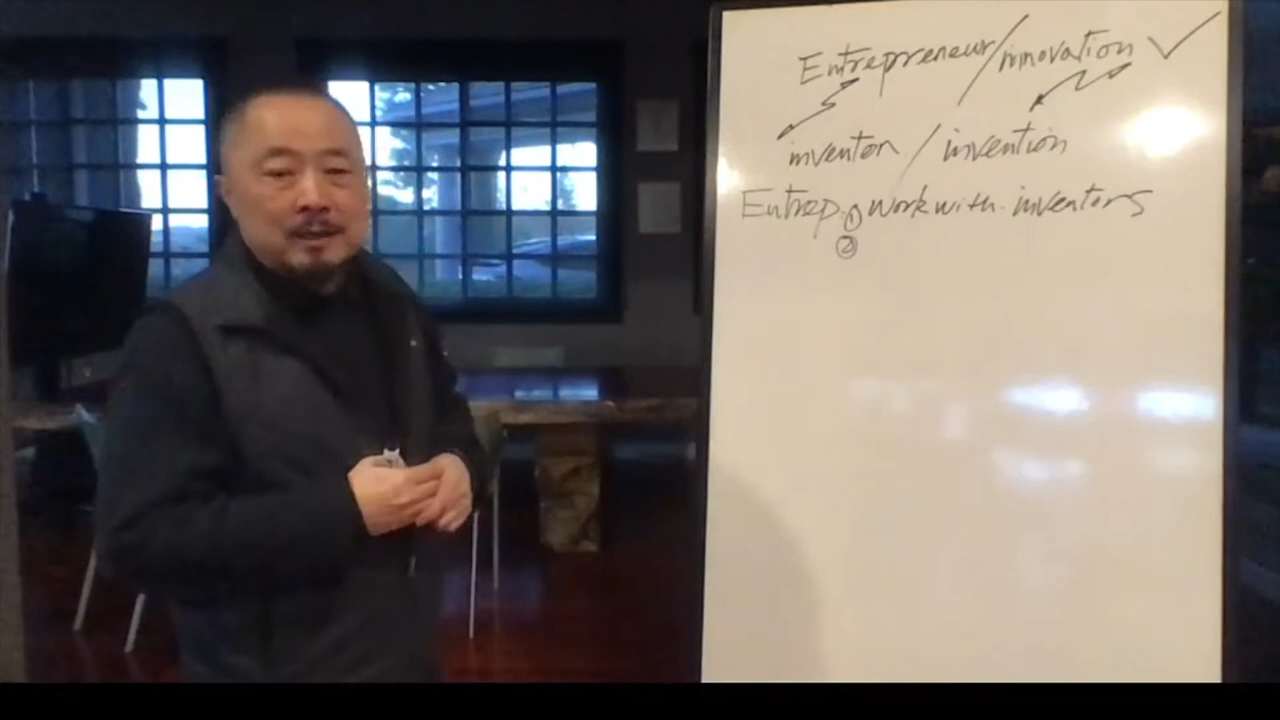 Entrepreneur/innovation ✓
inventor / invention
Entrep. ① work with inventors
②